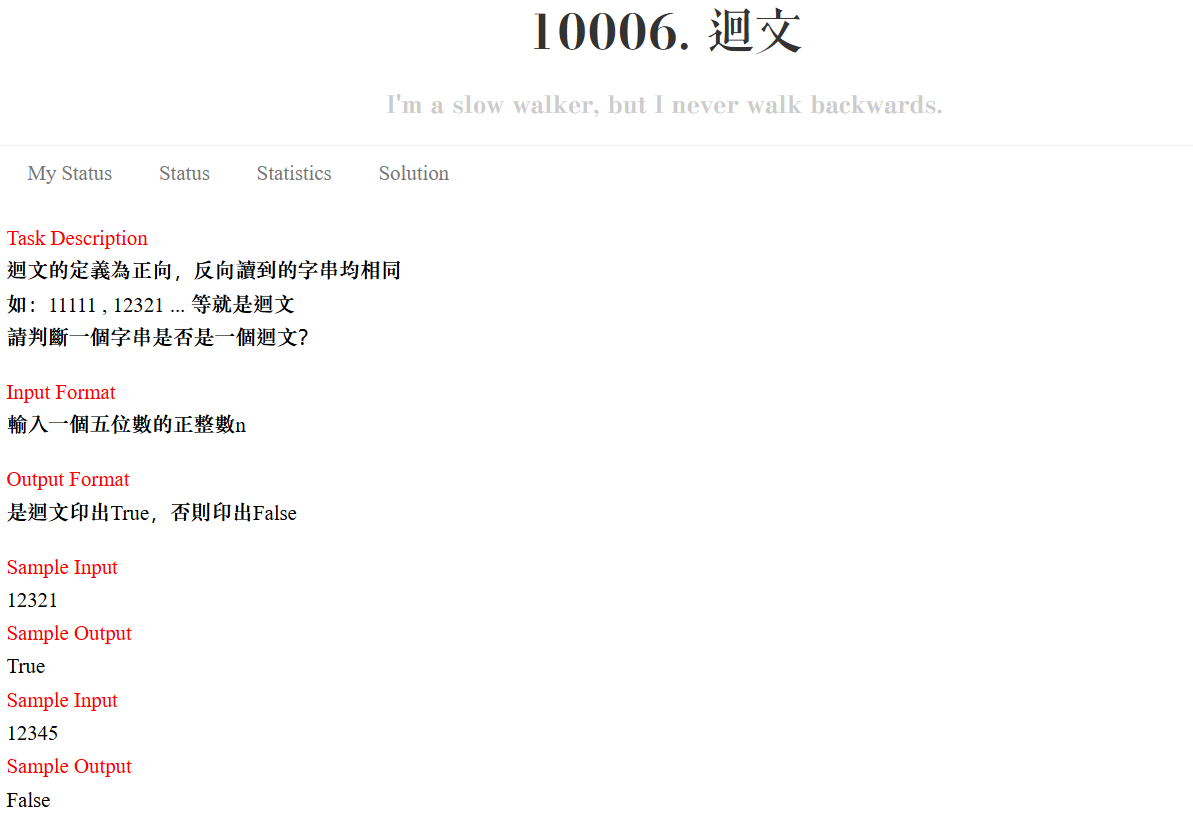 10006. 迴文
I'm a slow walker, but I never walk backwards.
My Status Status Statistics Solution
Task Description
迴文的定義為正向，反向讀到的字串均相同
如：11111 , 12321 ... 等就是迴文
請判斷一個字串是否是一個迴文?
Input Format
輸入一個五位數的正整數n
Output Format
是迴文印出True，否則印出False
Sample Input
12321
Sample Output
True
Sample Input
12345
Sample Output
False